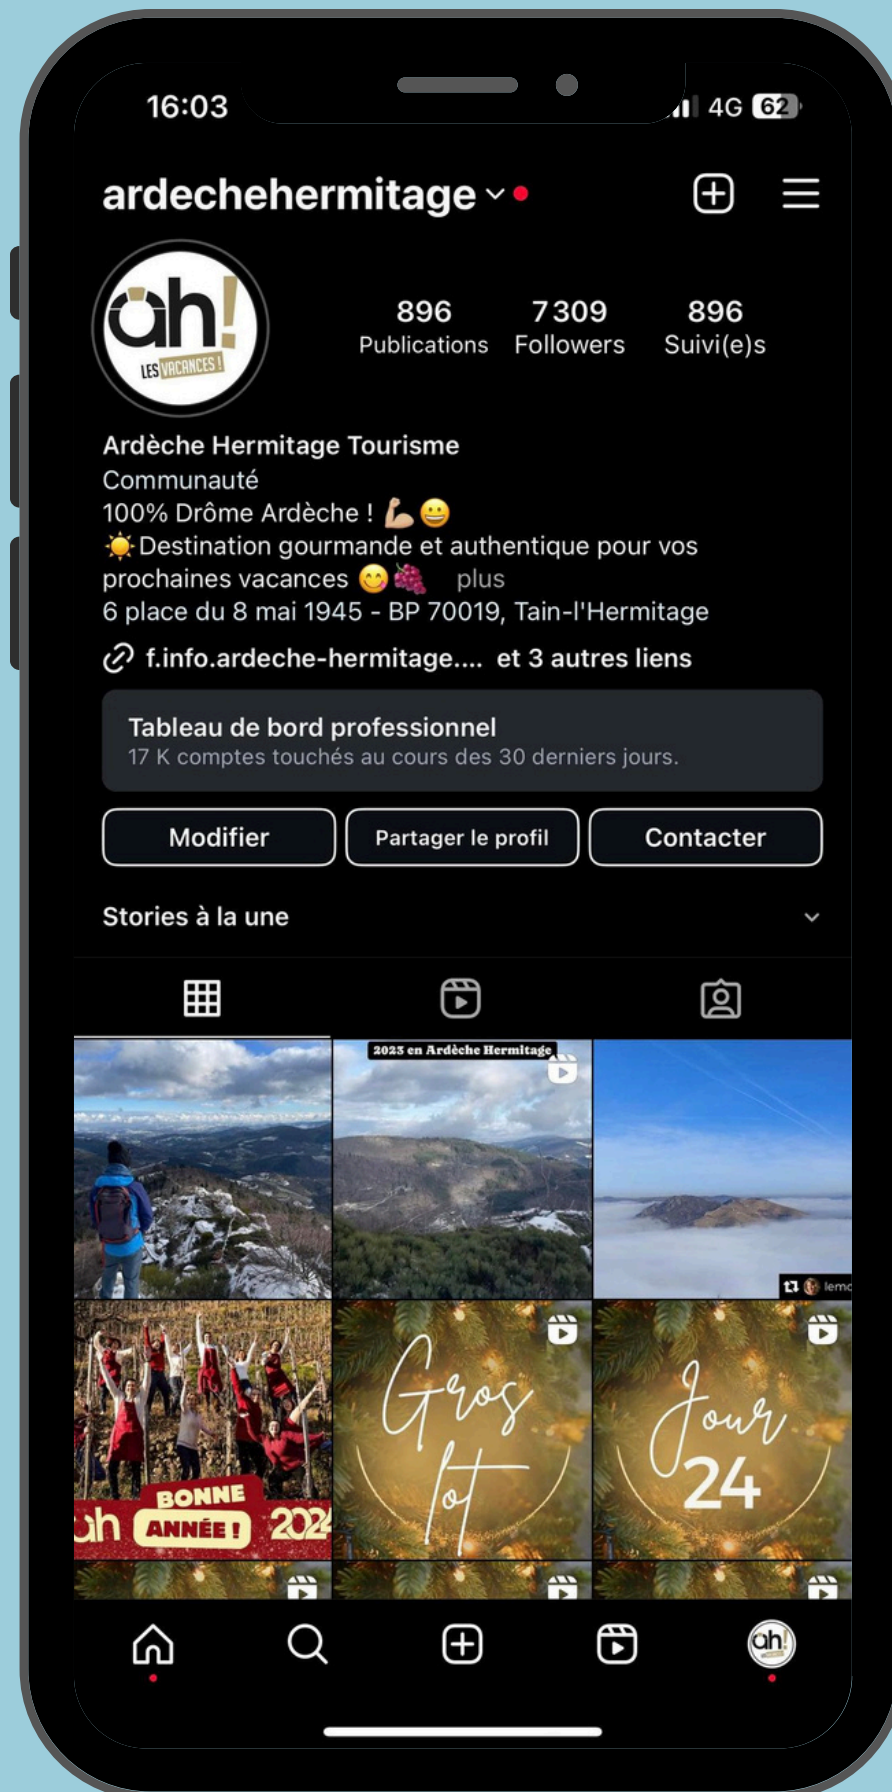 16:03
4G 62
ardechehermitage
ah!
LES VACANCES !
896 7 309 896
Publications Followers Suivi(e)s
Ardèche Hermitage Tourisme
Communauté
100% Drôme Ardèche ! 💪🏼😀
☀️Destination gourmande et authentique pour vos
prochaines vacances 😋🍇 plus
6 place du 8 mai 1945 - BP 70019, Tain-l'Hermitage
f.info.ardeche-hermitage.... et 3 autres liens
Tableau de bord professionnel
17 K comptes touchés au cours des 30 derniers jours.
Modifier Partager le profil Contacter
Stories à la une
2023 en Ardèche Hermitage
BONNE
ah ANNÉE ! 2024
Gros
lot
Jour
24
ah!